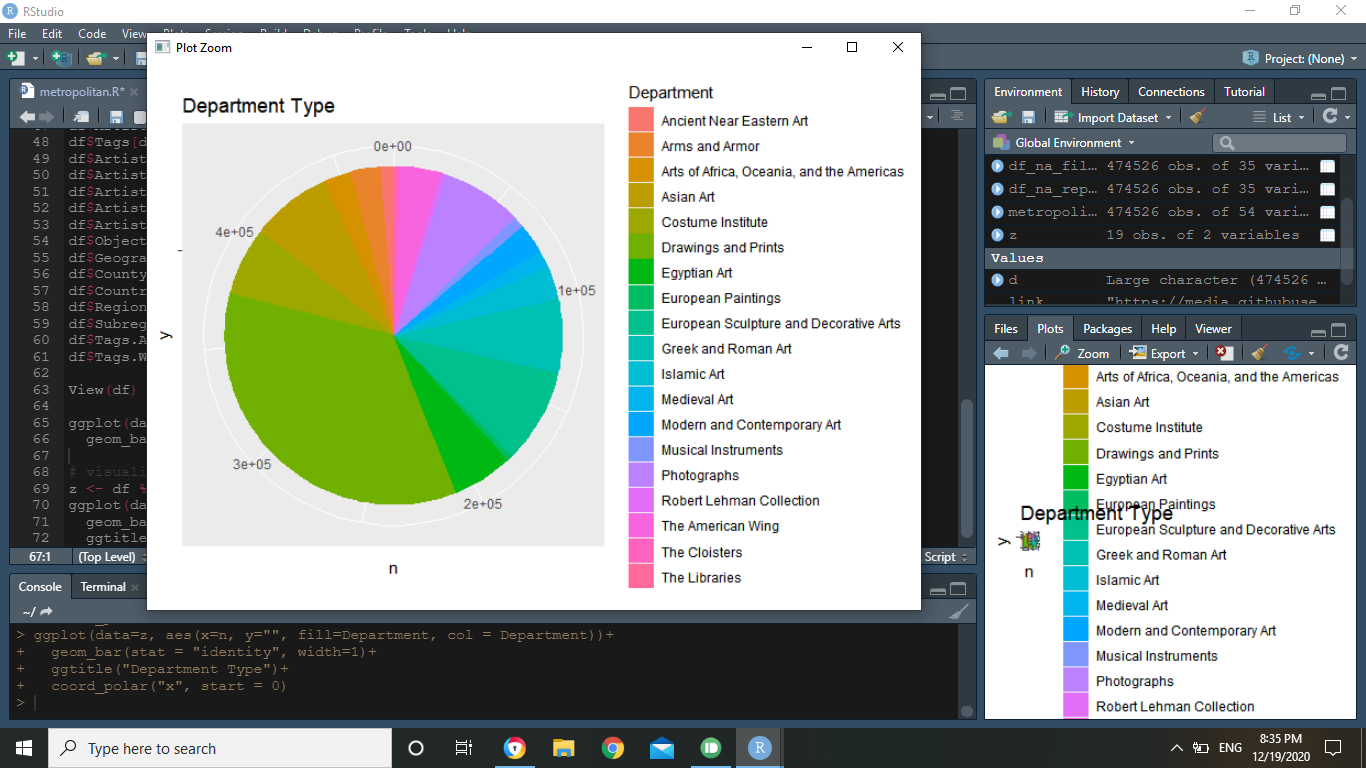 RStudio
File Edit Code View Plots Session Build Debug Profile Tools Help
Project: (None)
Plot Zoom
metropolitan.R*
48 df$Tags[d
49 df$Artist
50 df$Artist
51 df$Artist
52 df$Artist
53 df$Artist
54 df$Object
55 df$Geogra
56 df$County
57 df$Countr
58 df$Region
59 df$Subreg
60 df$Tags.A
61 df$Tags.W
62
63 View(df)
64
65 ggplot(da
66 geom_ba
67
68 # visuali
69 z <- df %
70 ggplot(da
71 geom_ba
72 ggtitle
67:1 (Top Level) Script
Department Type
0e+00
4e+05
1e+05
3e+05
2e+05
y
n
Department
Ancient Near Eastern Art
Arms and Armor
Arts of Africa, Oceania, and the Americas
Asian Art
Costume Institute
Drawings and Prints
Egyptian Art
European Paintings
European Sculpture and Decorative Arts
Greek and Roman Art
Islamic Art
Medieval Art
Modern and Contemporary Art
Musical Instruments
Photographs
Robert Lehman Collection
The American Wing
The Cloisters
The Libraries
Environment History Connections Tutorial
Import Dataset List
Global Environment
df_na_fil… 474526 obs. of 35 vari…
df_na_rep… 474526 obs. of 35 vari…
metropoli… 474526 obs. of 54 vari…
z 19 obs. of 2 variables
Values
d Large character (474526 …
link "https://media.githubuse
Files Plots Packages Help Viewer
Zoom Export
Arts of Africa, Oceania, and the Americas
Asian Art
Costume Institute
Drawings and Prints
Egyptian Art
European Paintings
Department Type
European Sculpture and Decorative Arts
y
Greek and Roman Art
n
Islamic Art
Medieval Art
Modern and Contemporary Art
Musical Instruments
Photographs
Robert Lehman Collection
Console Terminal
~/
> ggplot(data=z, aes(x=n, y="", fill=Department, col = Department))+
+ geom_bar(stat = "identity", width=1)+
+ ggtitle("Department Type")+
+ coord_polar("x", start = 0)
>
Type here to search
ENG
8:35 PM
12/19/2020